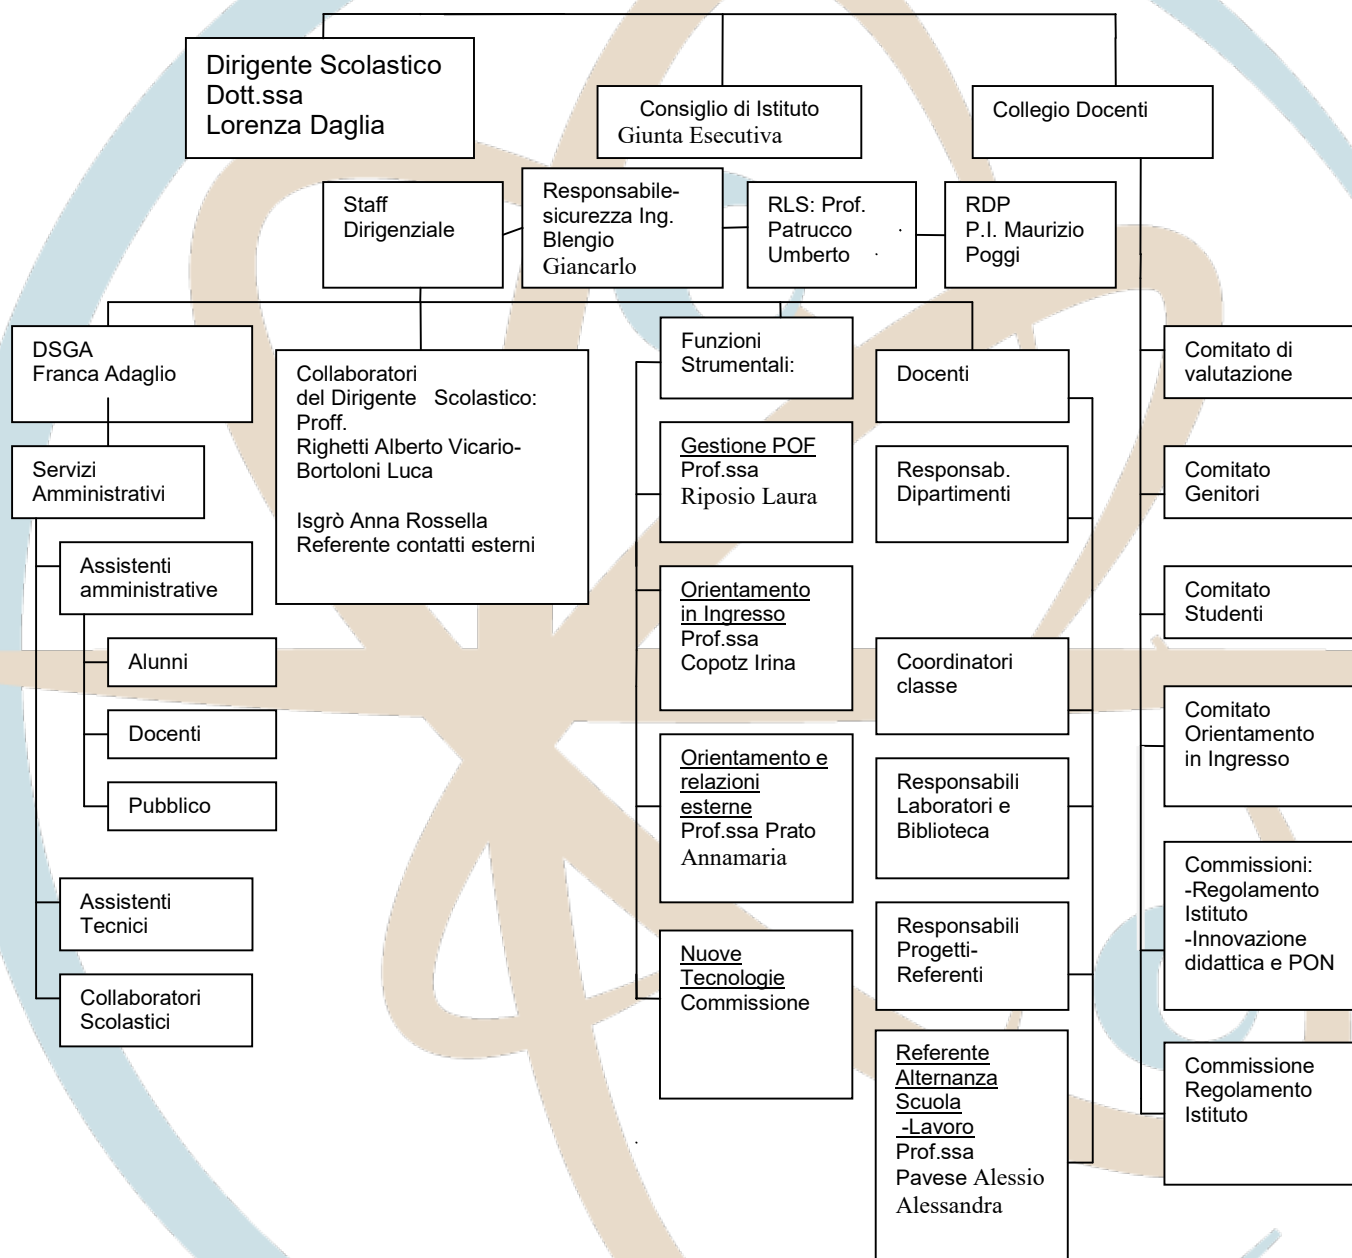 Dirigente Scolastico
Dott.ssa
Lorenza Daglia
Consiglio di Istituto
Giunta Esecutiva
Collegio Docenti
Staff
Dirigenziale
Responsabile-
sicurezza Ing.
Blengio
Giancarlo
RLS: Prof.
Patrucco
Umberto
RDP
P.I. Maurizio
Poggi
DSGA
Franca Adaglio
Servizi
Amministrativi
Assistenti
amministrative
Alunni
Docenti
Pubblico
Assistenti
Tecnici
Collaboratori
Scolastici
Collaboratori
del Dirigente Scolastico:
Proff.
Righetti Alberto Vicario-
Bortoloni Luca
Isgrò Anna Rossella
Referente contatti esterni
Funzioni
Strumentali:
Gestione POF
Prof.ssa
Riposio Laura
Orientamento
in Ingresso
Prof.ssa
Copotz Irina
Orientamento e
relazioni
esterne
Prof.ssa Prato
Annamaria
Nuove
Tecnologie
Commissione
Docenti
Responsab.
Dipartimenti
Coordinatori
classe
Responsabili
Laboratori e
Biblioteca
Responsabili
Progetti-
Referenti
Referente
Alternanza
Scuola
-Lavoro
Prof.ssa
Pavese Alessio
Alessandra
Comitato di
valutazione
Comitato
Genitori
Comitato
Studenti
Comitato
Orientamento
in Ingresso
Commissioni:
-Regolamento
Istituto
-Innovazione
didattica e PON
Commissione
Regolamento
Istituto